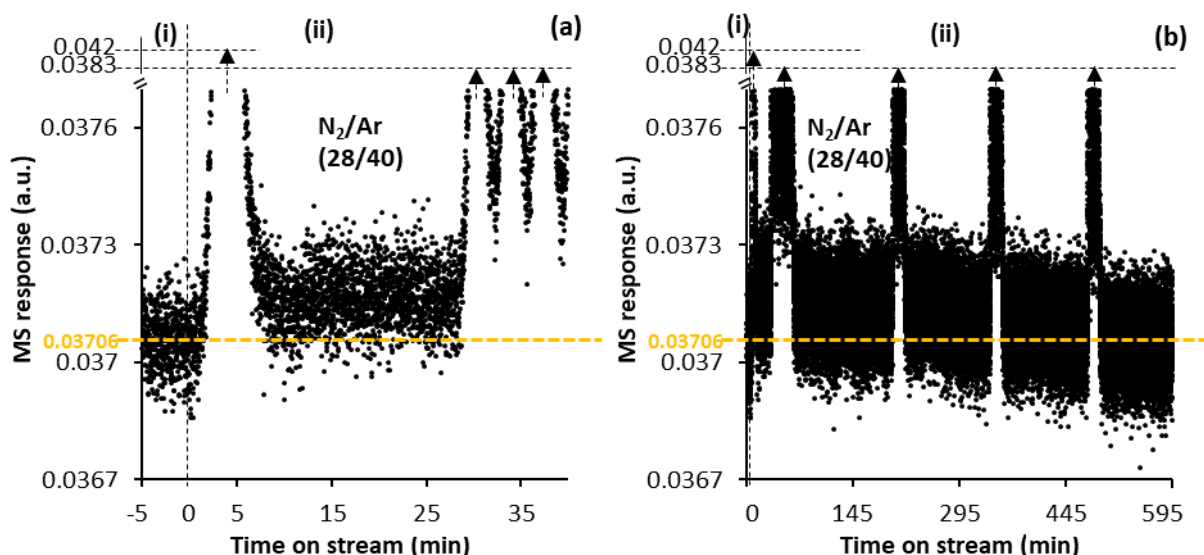 (i)
(ii)
(a)
0.042
0.0383
0.0376
N₂/Ar
(28/40)
0.0373
0.03706
0.037
0.0367
MS response (a.u.)
-5
0
5
15
25
35
Time on stream (min)
(i)
(ii)
(b)
0.042
0.0383
0.0376
N₂/Ar
(28/40)
0.0373
0.03706
0.037
0.0367
MS response (a.u.)
0
145
295
445
595
Time on stream (min)